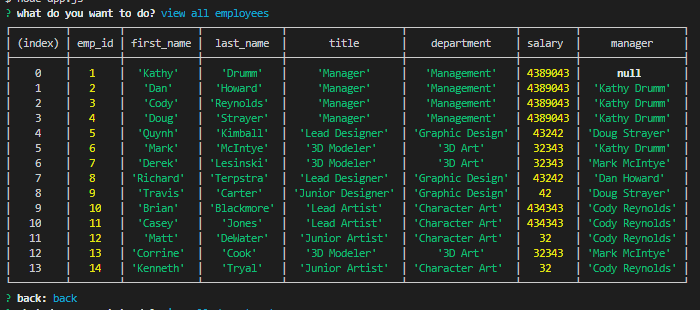 $ node app.js
? what do you want to do? view all employees
(index) emp_id first_name last_name title department salary manager
0 1 'Kathy' 'Drumm' 'Manager' 'Management' 4389043 null
1 2 'Dan' 'Howard' 'Manager' 'Management' 4389043 'Kathy Drumm'
2 3 'Cody' 'Reynolds' 'Manager' 'Management' 4389043 'Kathy Drumm'
3 4 'Doug' 'Strayer' 'Manager' 'Management' 4389043 'Kathy Drumm'
4 5 'Quynh' 'Kimball' 'Lead Designer' 'Graphic Design' 43242 'Doug Strayer'
5 6 'Mark' 'McIntye' '3D Modeler' '3D Art' 32343 'Kathy Drumm'
6 7 'Derek' 'Lesinski' '3D Modeler' '3D Art' 32343 'Mark McIntye'
7 8 'Richard' 'Terpstra' 'Lead Designer' 'Graphic Design' 43242 'Dan Howard'
8 9 'Travis' 'Carter' 'Junior Designer' 'Graphic Design' 42 'Doug Strayer'
9 10 'Brian' 'Blackmore' 'Lead Artist' 'Character Art' 434343 'Cody Reynolds'
10 11 'Casey' 'Jones' 'Lead Artist' 'Character Art' 434343 'Cody Reynolds'
11 12 'Matt' 'DeWater' 'Junior Artist' 'Character Art' 32 'Cody Reynolds'
12 13 'Corrine' 'Cook' '3D Modeler' '3D Art' 32343 'Mark McIntye'
13 14 'Kenneth' 'Tryal' 'Junior Artist' 'Character Art' 32 'Cody Reynolds'
? back: back